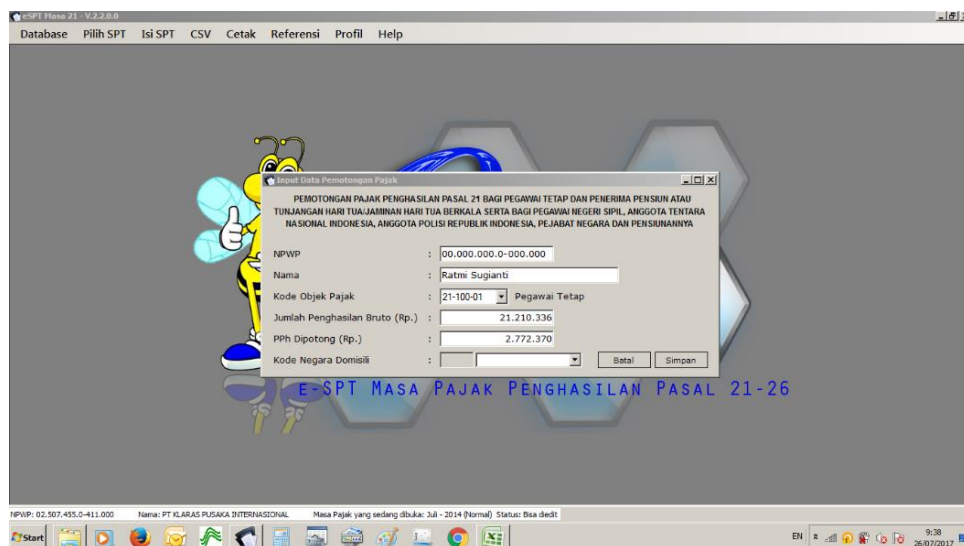 eSPT Masa 21 - V.2.2.0.0
Database Pilih SPT Isi SPT CSV Cetak Referensi Profil Help
Input Data Pemotongan Pajak
PEMOTONGAN PAJAK PENGHASILAN PASAL 21 BAGI PEGAWAI TETAP DAN PENERIMA PENSIUN ATAU
TUNJANGAN HARI TUA/JAMINAN HARI TUA BERKALA SERTA BAGI PEGAWAI NEGERI SIPIL, ANGGOTA TENTARA
NASIONAL INDONESIA, ANGGOTA POLISI REPUBLIK INDONESIA, PEJABAT NEGARA DAN PENSIUNANNYA
NPWP : 00.000.000.0-000.000
Nama : Ratmi Sugianti
Kode Objek Pajak : 21-100-01 Pegawai Tetap
Jumlah Penghasilan Bruto (Rp.) : 21.210.336
PPh Dipotong (Rp.) : 2.772.370
Kode Negara Domisili : Batal Simpan
e-SPT Masa Pajak Penghasilan Pasal 21-26
NPWP: 02.507.455.0-411.000 Nama: PT KLARAS PUSAKA INTERNASIONAL Masa Pajak yang sedang dibuka: Juli - 2014 (Normal) Status: Bisa diedit
Start EN 9:38
26/07/2017